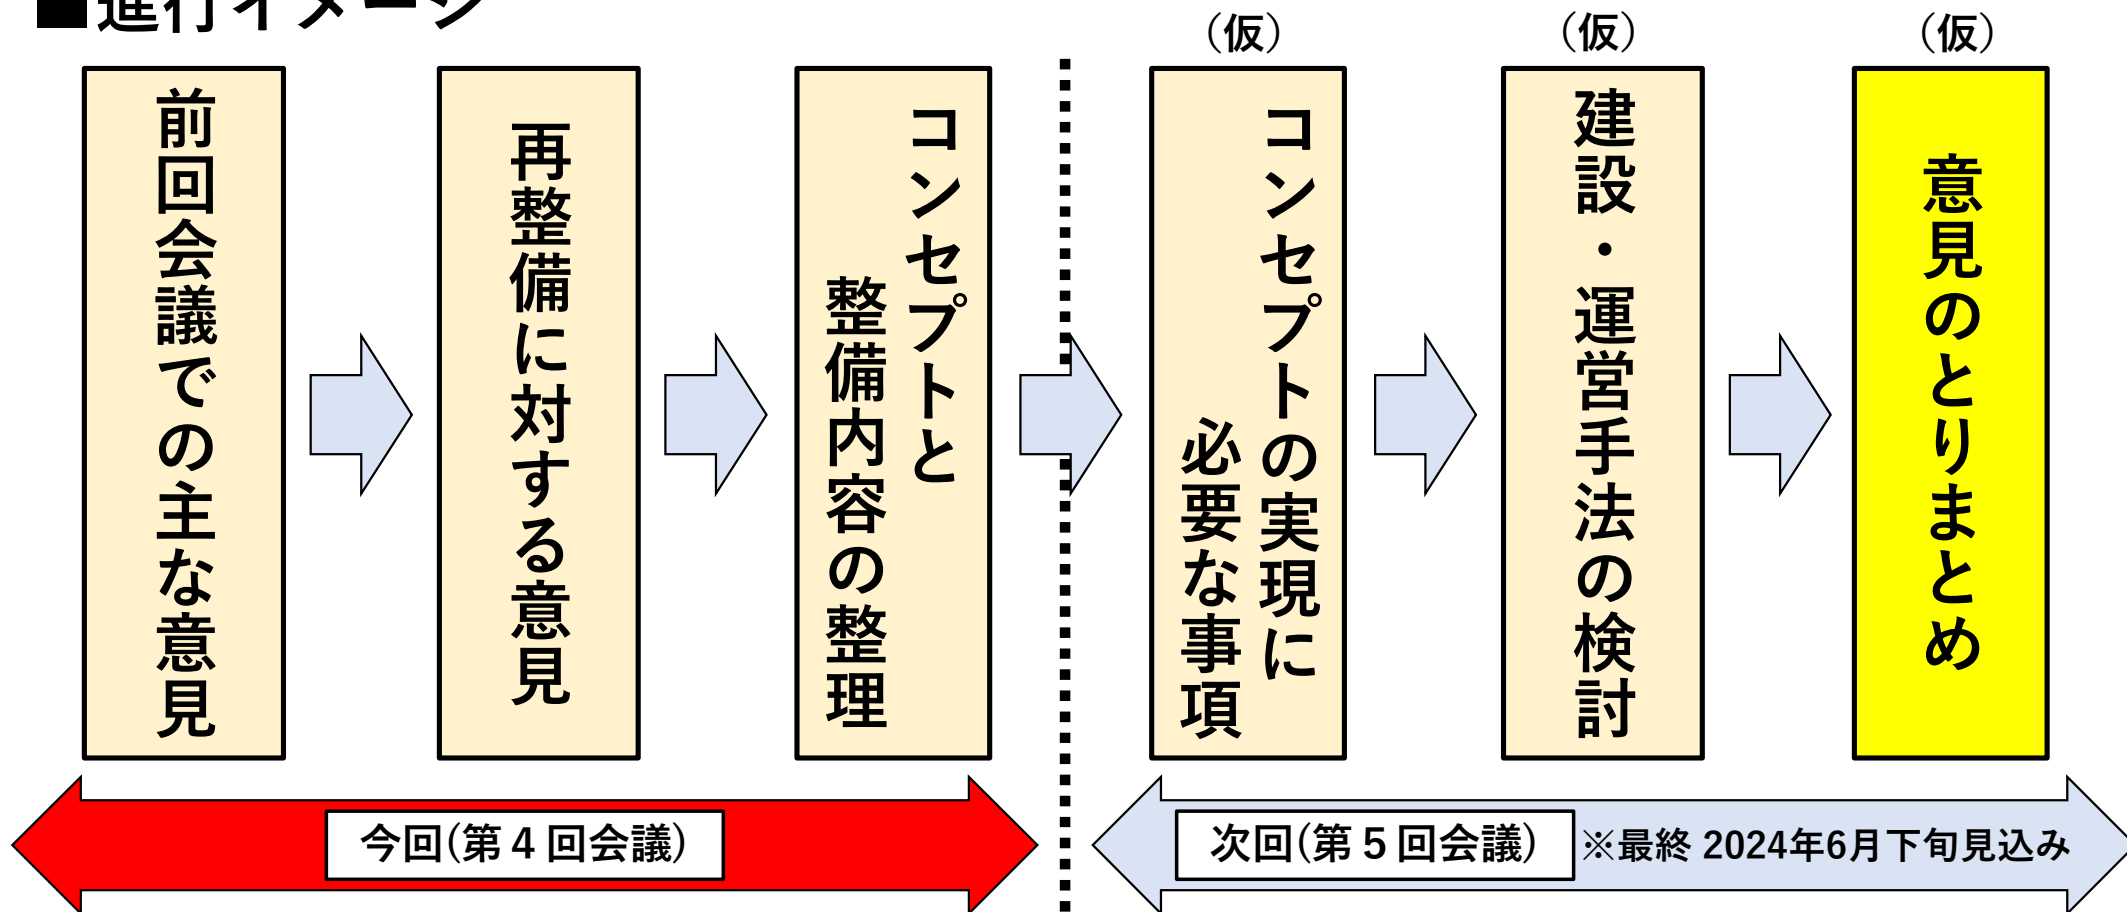 ■進行イメージ
前回会議での主な意見
再整備に対する意見
コンセプトと
整備内容の整理
（仮）
コンセプトの実現に
必要な事項
（仮）
建設・運営手法の検討
（仮）
意見のとりまとめ
今回(第４回会議)
次回(第５回会議)
※最終 2024年6月下旬見込み